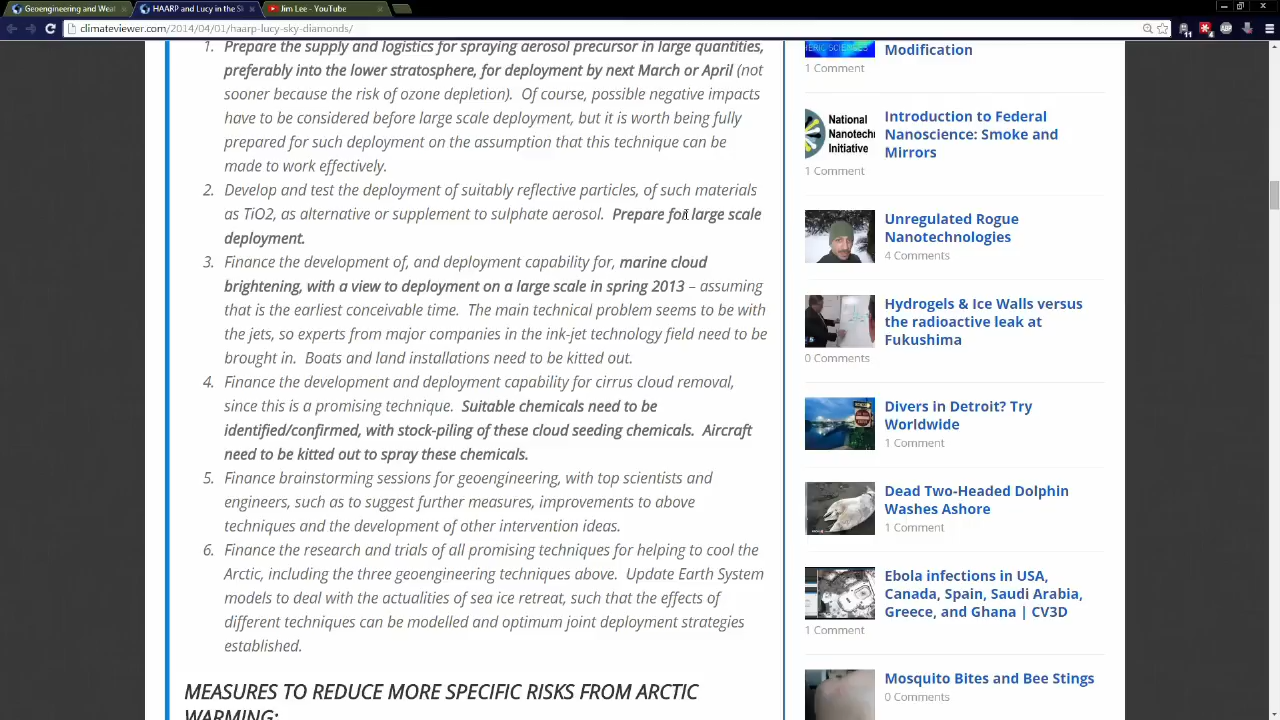 Geoengineering and Weat
HAARP and Lucy in the S
Jim Lee - YouTube
climateviewer.com/2014/04/01/haarp-lucy-sky-diamonds/
11
4
ABP
1. Prepare the supply and logistics for spraying aerosol precursor in large quantities,
preferably into the lower stratosphere, for deployment by next March or April (not
sooner because the risk of ozone depletion). Of course, possible negative impacts
have to be considered before large scale deployment, but it is worth being fully
prepared for such deployment on the assumption that this technique can be
made to work effectively.
2. Develop and test the deployment of suitably reflective particles, of such materials
as TiO2, as alternative or supplement to sulphate aerosol. Prepare for large scale
deployment.
3. Finance the development of, and deployment capability for, marine cloud
brightening, with a view to deployment on a large scale in spring 2013 – assuming
that is the earliest conceivable time. The main technical problem seems to be with
the jets, so experts from major companies in the ink-jet technology field need to be
brought in. Boats and land installations need to be kitted out.
4. Finance the development and deployment capability for cirrus cloud removal,
since this is a promising technique. Suitable chemicals need to be
identified/confirmed, with stock-piling of these cloud seeding chemicals. Aircraft
need to be kitted out to spray these chemicals.
5. Finance brainstorming sessions for geoengineering, with top scientists and
engineers, such as to suggest further measures, improvements to above
techniques and the development of other intervention ideas.
6. Finance the research and trials of all promising techniques for helping to cool the
Arctic, including the three geoengineering techniques above. Update Earth System
models to deal with the actualities of sea ice retreat, such that the effects of
different techniques can be modelled and optimum joint deployment strategies
established.
MEASURES TO REDUCE MORE SPECIFIC RISKS FROM ARCTIC
WARMING:
HERIC SCIENCES
Modification
1 Comment
National
Nanotechn
Initiative
Introduction to Federal
Nanoscience: Smoke and
Mirrors
1 Comment
Unregulated Rogue
Nanotechnologies
4 Comments
Hydrogels & Ice Walls versus
the radioactive leak at
Fukushima
0 Comments
Divers in Detroit? Try
Worldwide
1 Comment
Dead Two-Headed Dolphin
Washes Ashore
1 Comment
Ebola infections in USA,
Canada, Spain, Saudi Arabia,
Greece, and Ghana | CV3D
1 Comment
Mosquito Bites and Bee Stings
0 Comments